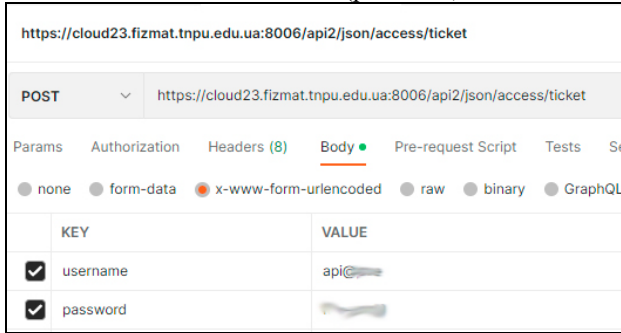 https://cloud23.fizmat.tnpu.edu.ua:8006/api2/json/access/ticket
POST https://cloud23.fizmat.tnpu.edu.ua:8006/api2/json/access/ticket
Params Authorization Headers (8) Body Pre-request Script Tests
none form-data x-www-form-urlencoded raw binary GraphQL
KEY VALUE
username api@
password